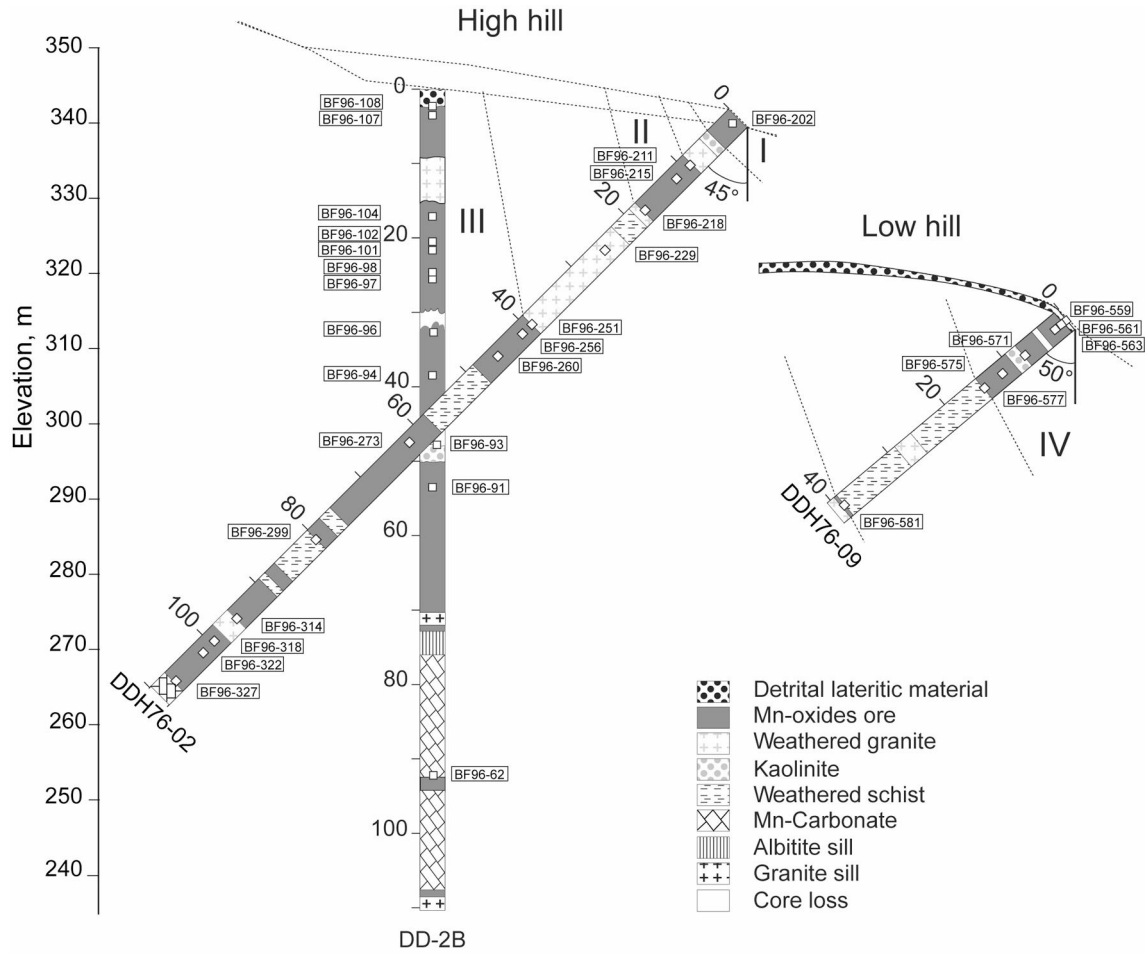 High hill
350
340
330
320
310
300
290
280
270
260
250
240
Elevation, m
0
20
40
60
80
100
DD-2B
BF96-108
BF96-107
BF96-104
BF96-102
BF96-101
BF96-98
BF96-97
BF96-96
BF96-94
BF96-93
BF96-91
BF96-62
I
II
III
0
20
40
60
80
100
45°
DDH76-02
BF96-202
BF96-211
BF96-215
BF96-218
BF96-229
BF96-251
BF96-256
BF96-260
BF96-273
BF96-299
BF96-314
BF96-318
BF96-322
BF96-327
Low hill
0
20
40
50°
IV
DDH76-09
BF96-559
BF96-561
BF96-563
BF96-571
BF96-575
BF96-577
BF96-581
Detrital lateritic material
Mn-oxides ore
Weathered granite
Kaolinite
Weathered schist
Mn-Carbonate
Albitite sill
Granite sill
Core loss